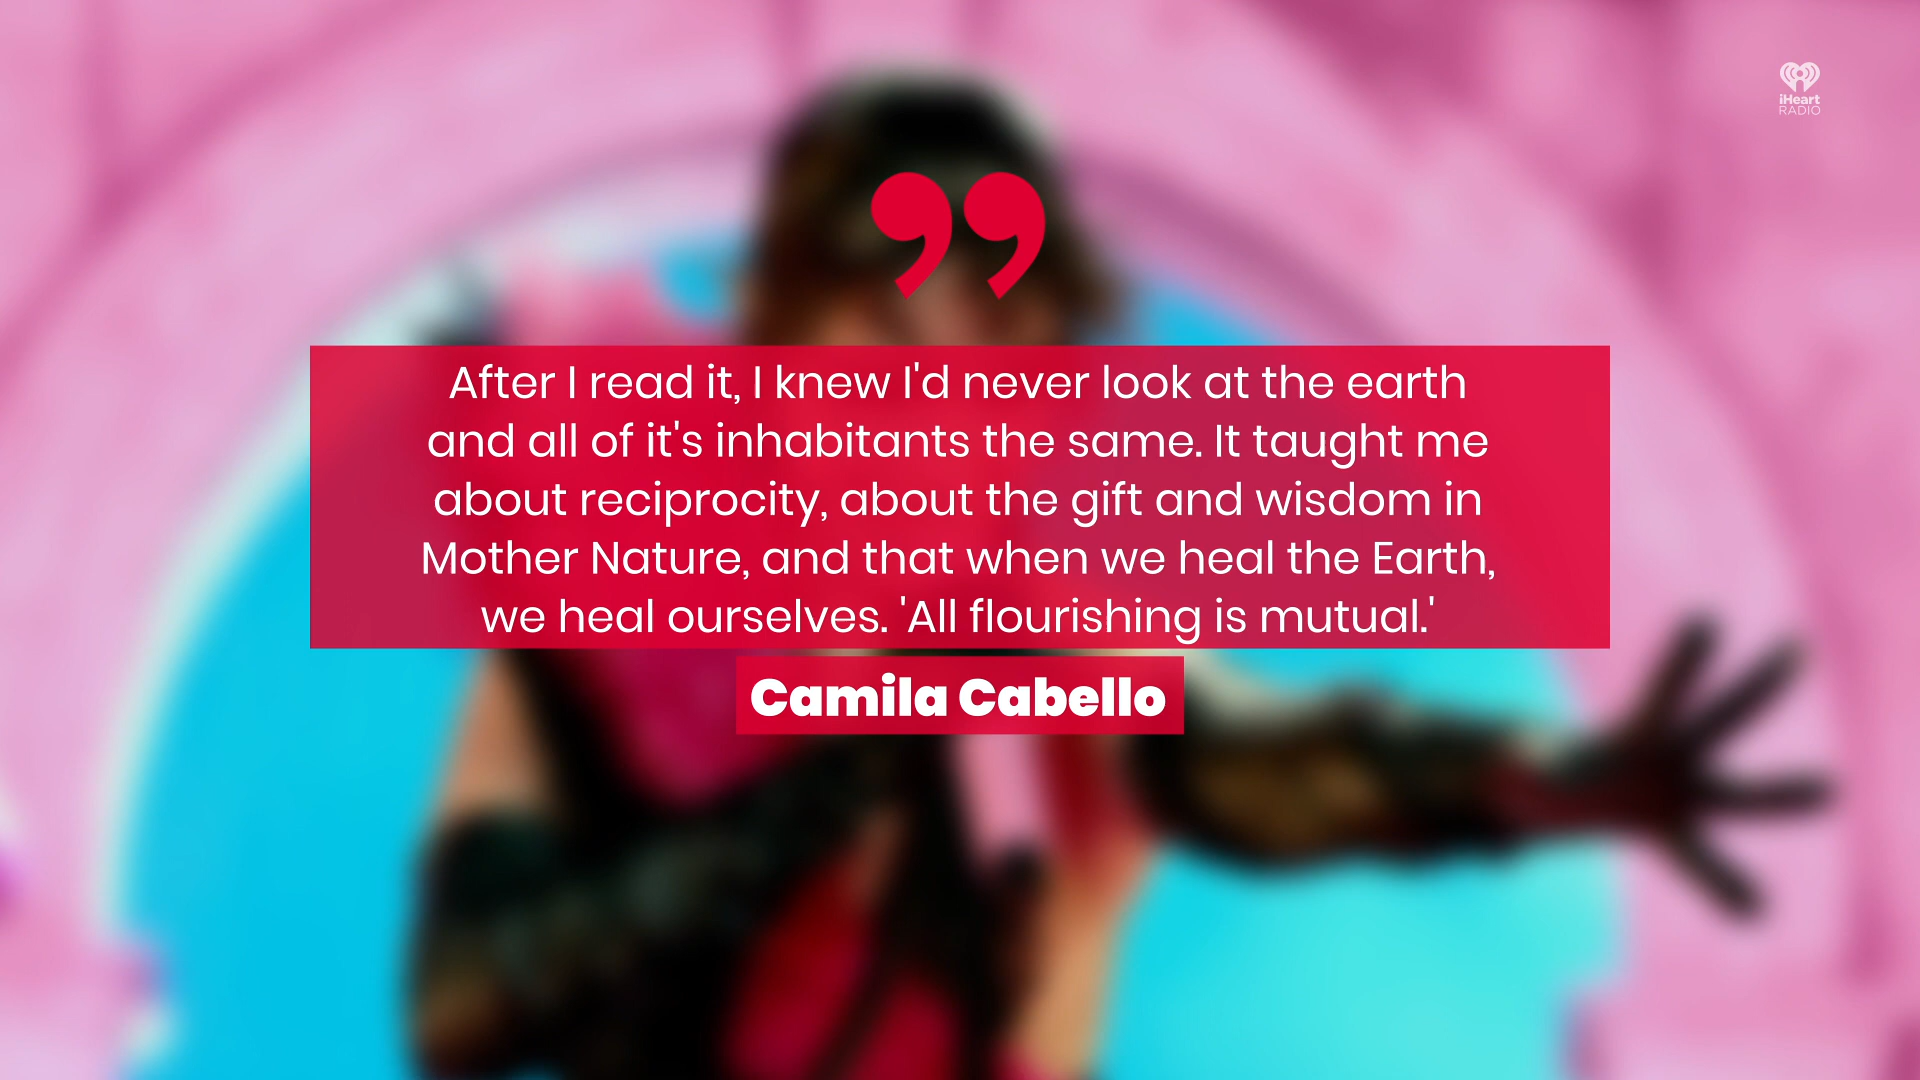 iHeart
RADIO
”
After I read it, I knew I'd never look at the earth
and all of it's inhabitants the same. It taught me
about reciprocity, about the gift and wisdom in
Mother Nature, and that when we heal the Earth,
we heal ourselves. 'All flourishing is mutual.'
Camila Cabello